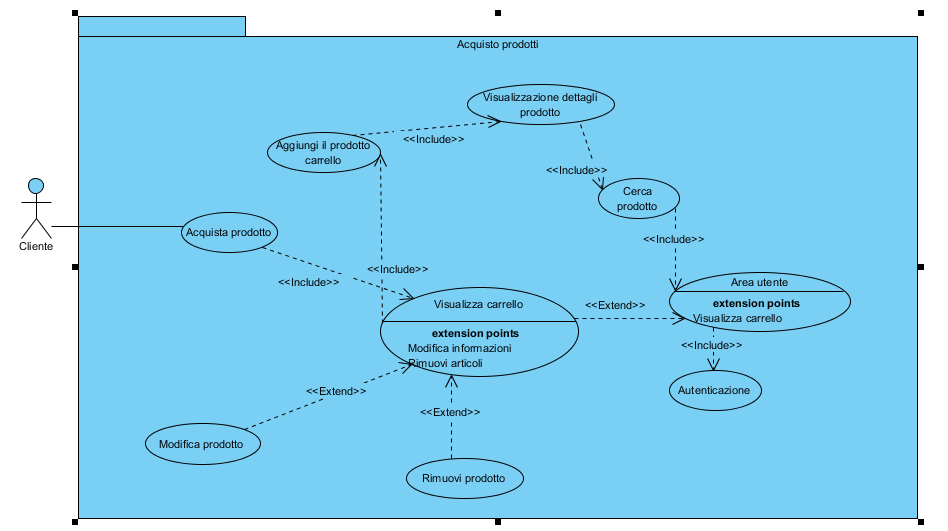 Acquisto prodotti
Visualizzazione dettagli
prodotto
<<Include>>
Aggiungi il prodotto
carrello
<<Include>>
Cerca
prodotto
Cliente
Acquista prodotto
<<Include>>
<<Include>>
<<Include>>
Visualizza carrello
extension points
Modifica informazioni
Rimuovi articoli
<<Extend>>
Area utente
extension points
Visualizza carrello
<<Include>>
Autenticazione
<<Extend>>
<<Extend>>
Modifica prodotto
Rimuovi prodotto